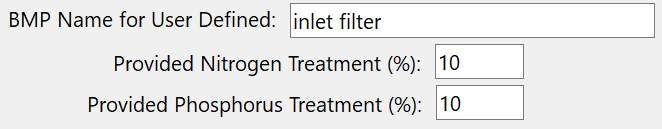 BMP Name for User Defined: inlet filter
Provided Nitrogen Treatment (%): 10
Provided Phosphorus Treatment (%): 10